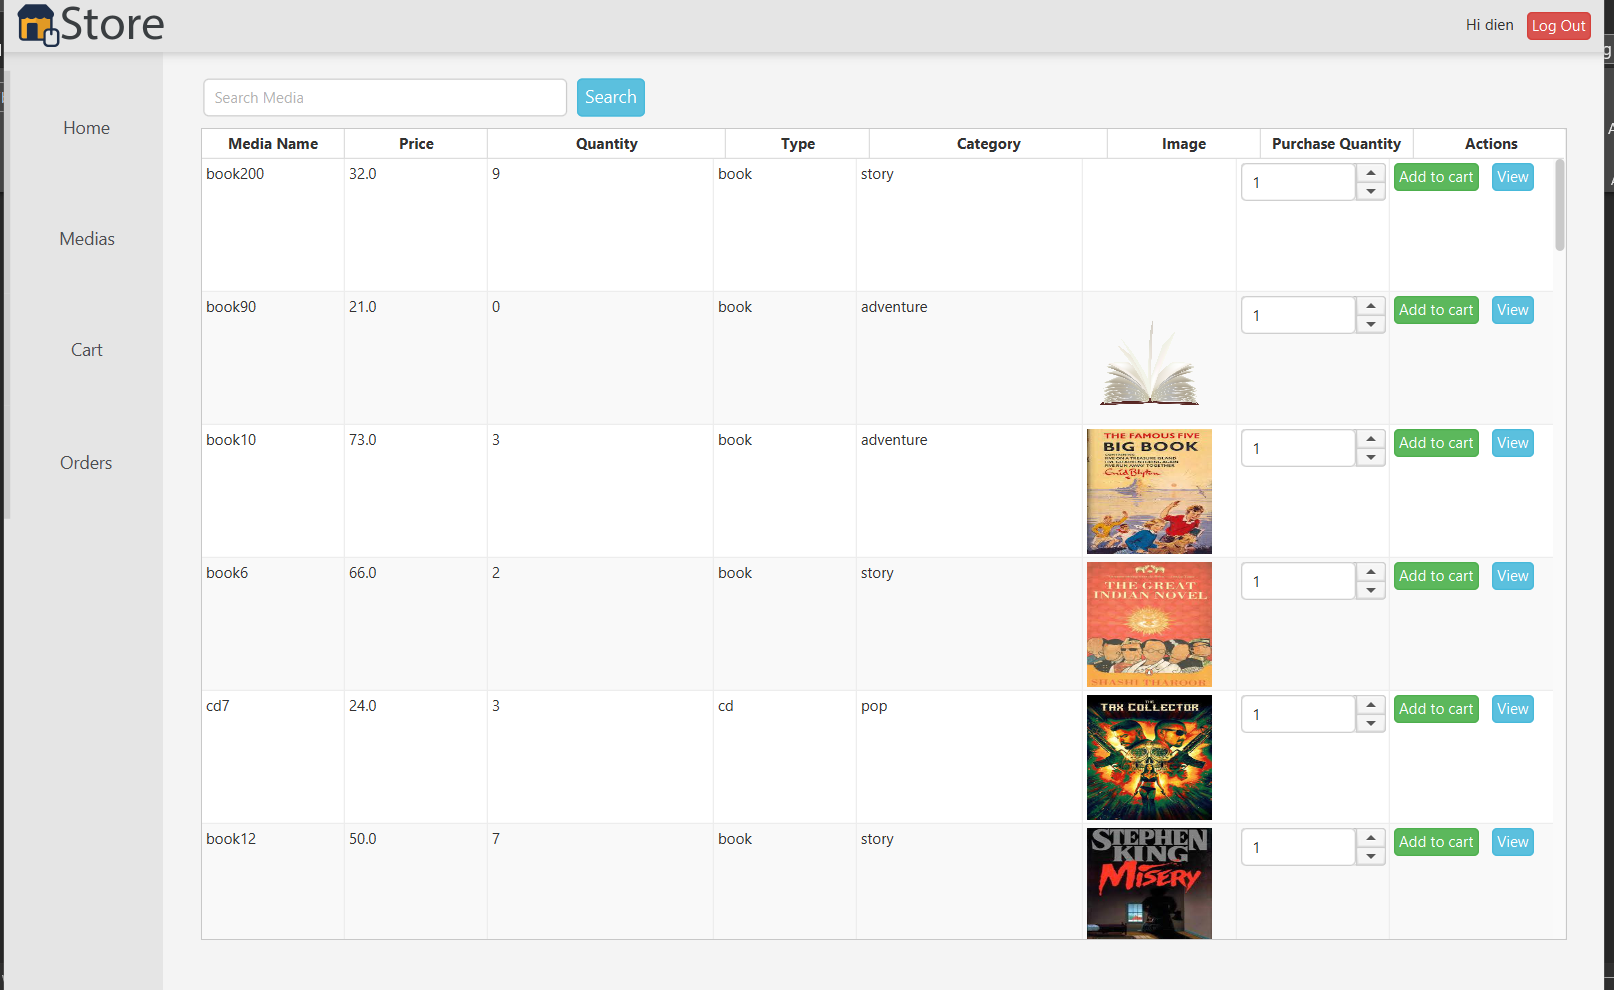 Store
Hi dien Log Out
Home
Medias
Cart
Orders
Search Media Search
Media Name Price Quantity Type Category Image Purchase Quantity Actions
book200 32.0 9 book story 1 Add to cart View
book90 21.0 0 book adventure 1 Add to cart View
book10 73.0 3 book adventure 1 Add to cart View
THE FAMOUS FIVE
BIG BOOK
Enid Blyton
book6 66.0 2 book story 1 Add to cart View
THE GREAT
INDIAN NOVEL
SHASHI THAROOR
cd7 24.0 3 cd pop 1 Add to cart View
THE
TAX COLLECTOR
book12 50.0 7 book story 1 Add to cart View
STEPHEN
KING
MISERY